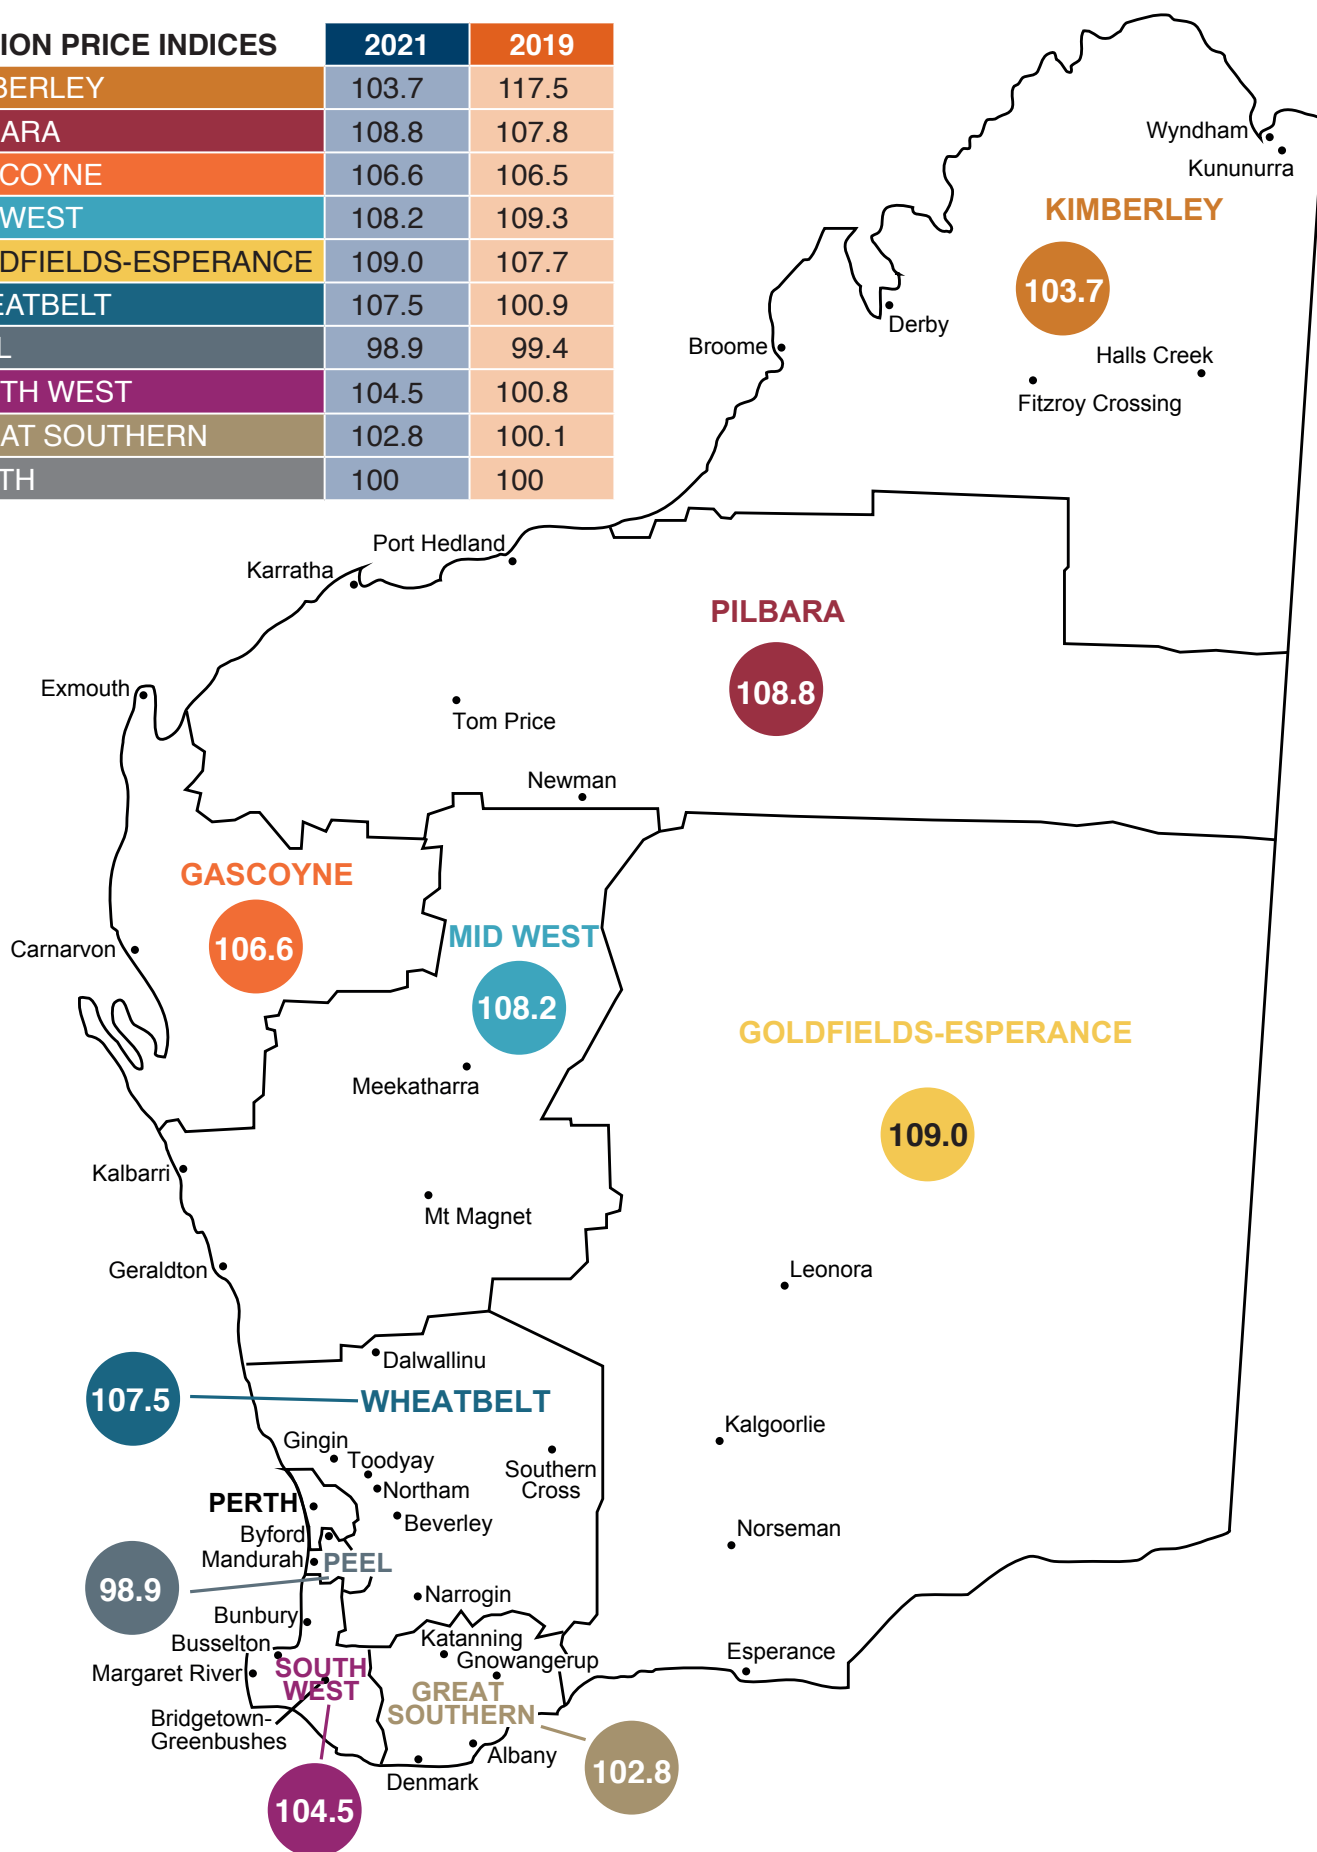 ION PRICE INDICES 2021 2019
BERLEY 103.7 117.5
ARA 108.8 107.8
COYNE 106.6 106.5
WEST 108.2 109.3
DFIELDS-ESPERANCE 109.0 107.7
EATBELT 107.5 100.9
L 98.9 99.4
TH WEST 104.5 100.8
AT SOUTHERN 102.8 100.1
TH 100 100
Wyndham
Kununurra
KIMBERLEY
103.7
Derby
Broome
Halls Creek
Fitzroy Crossing
Port Hedland
Karratha
PILBARA
108.8
Exmouth
Tom Price
Newman
GASCOYNE
106.6
Carnarvon
MID WEST
108.2
GOLDFIELDS-ESPERANCE
109.0
Meekatharra
Kalbarri
Mt Magnet
Geraldton
Leonora
Dalwallinu
107.5
WHEATBELT
Kalgoorlie
Gingin
Toodyay
Southern
Cross
Northam
PERTH
Beverley
Norseman
Byford
Mandurah
PEEL
98.9
Narrogin
Bunbury
Katanning
Busselton
Gnowangerup
Esperance
Margaret River
SOUTH
WEST
GREAT
SOUTHERN
Bridgetown-
Greenbushes
Albany
Denmark
102.8
104.5